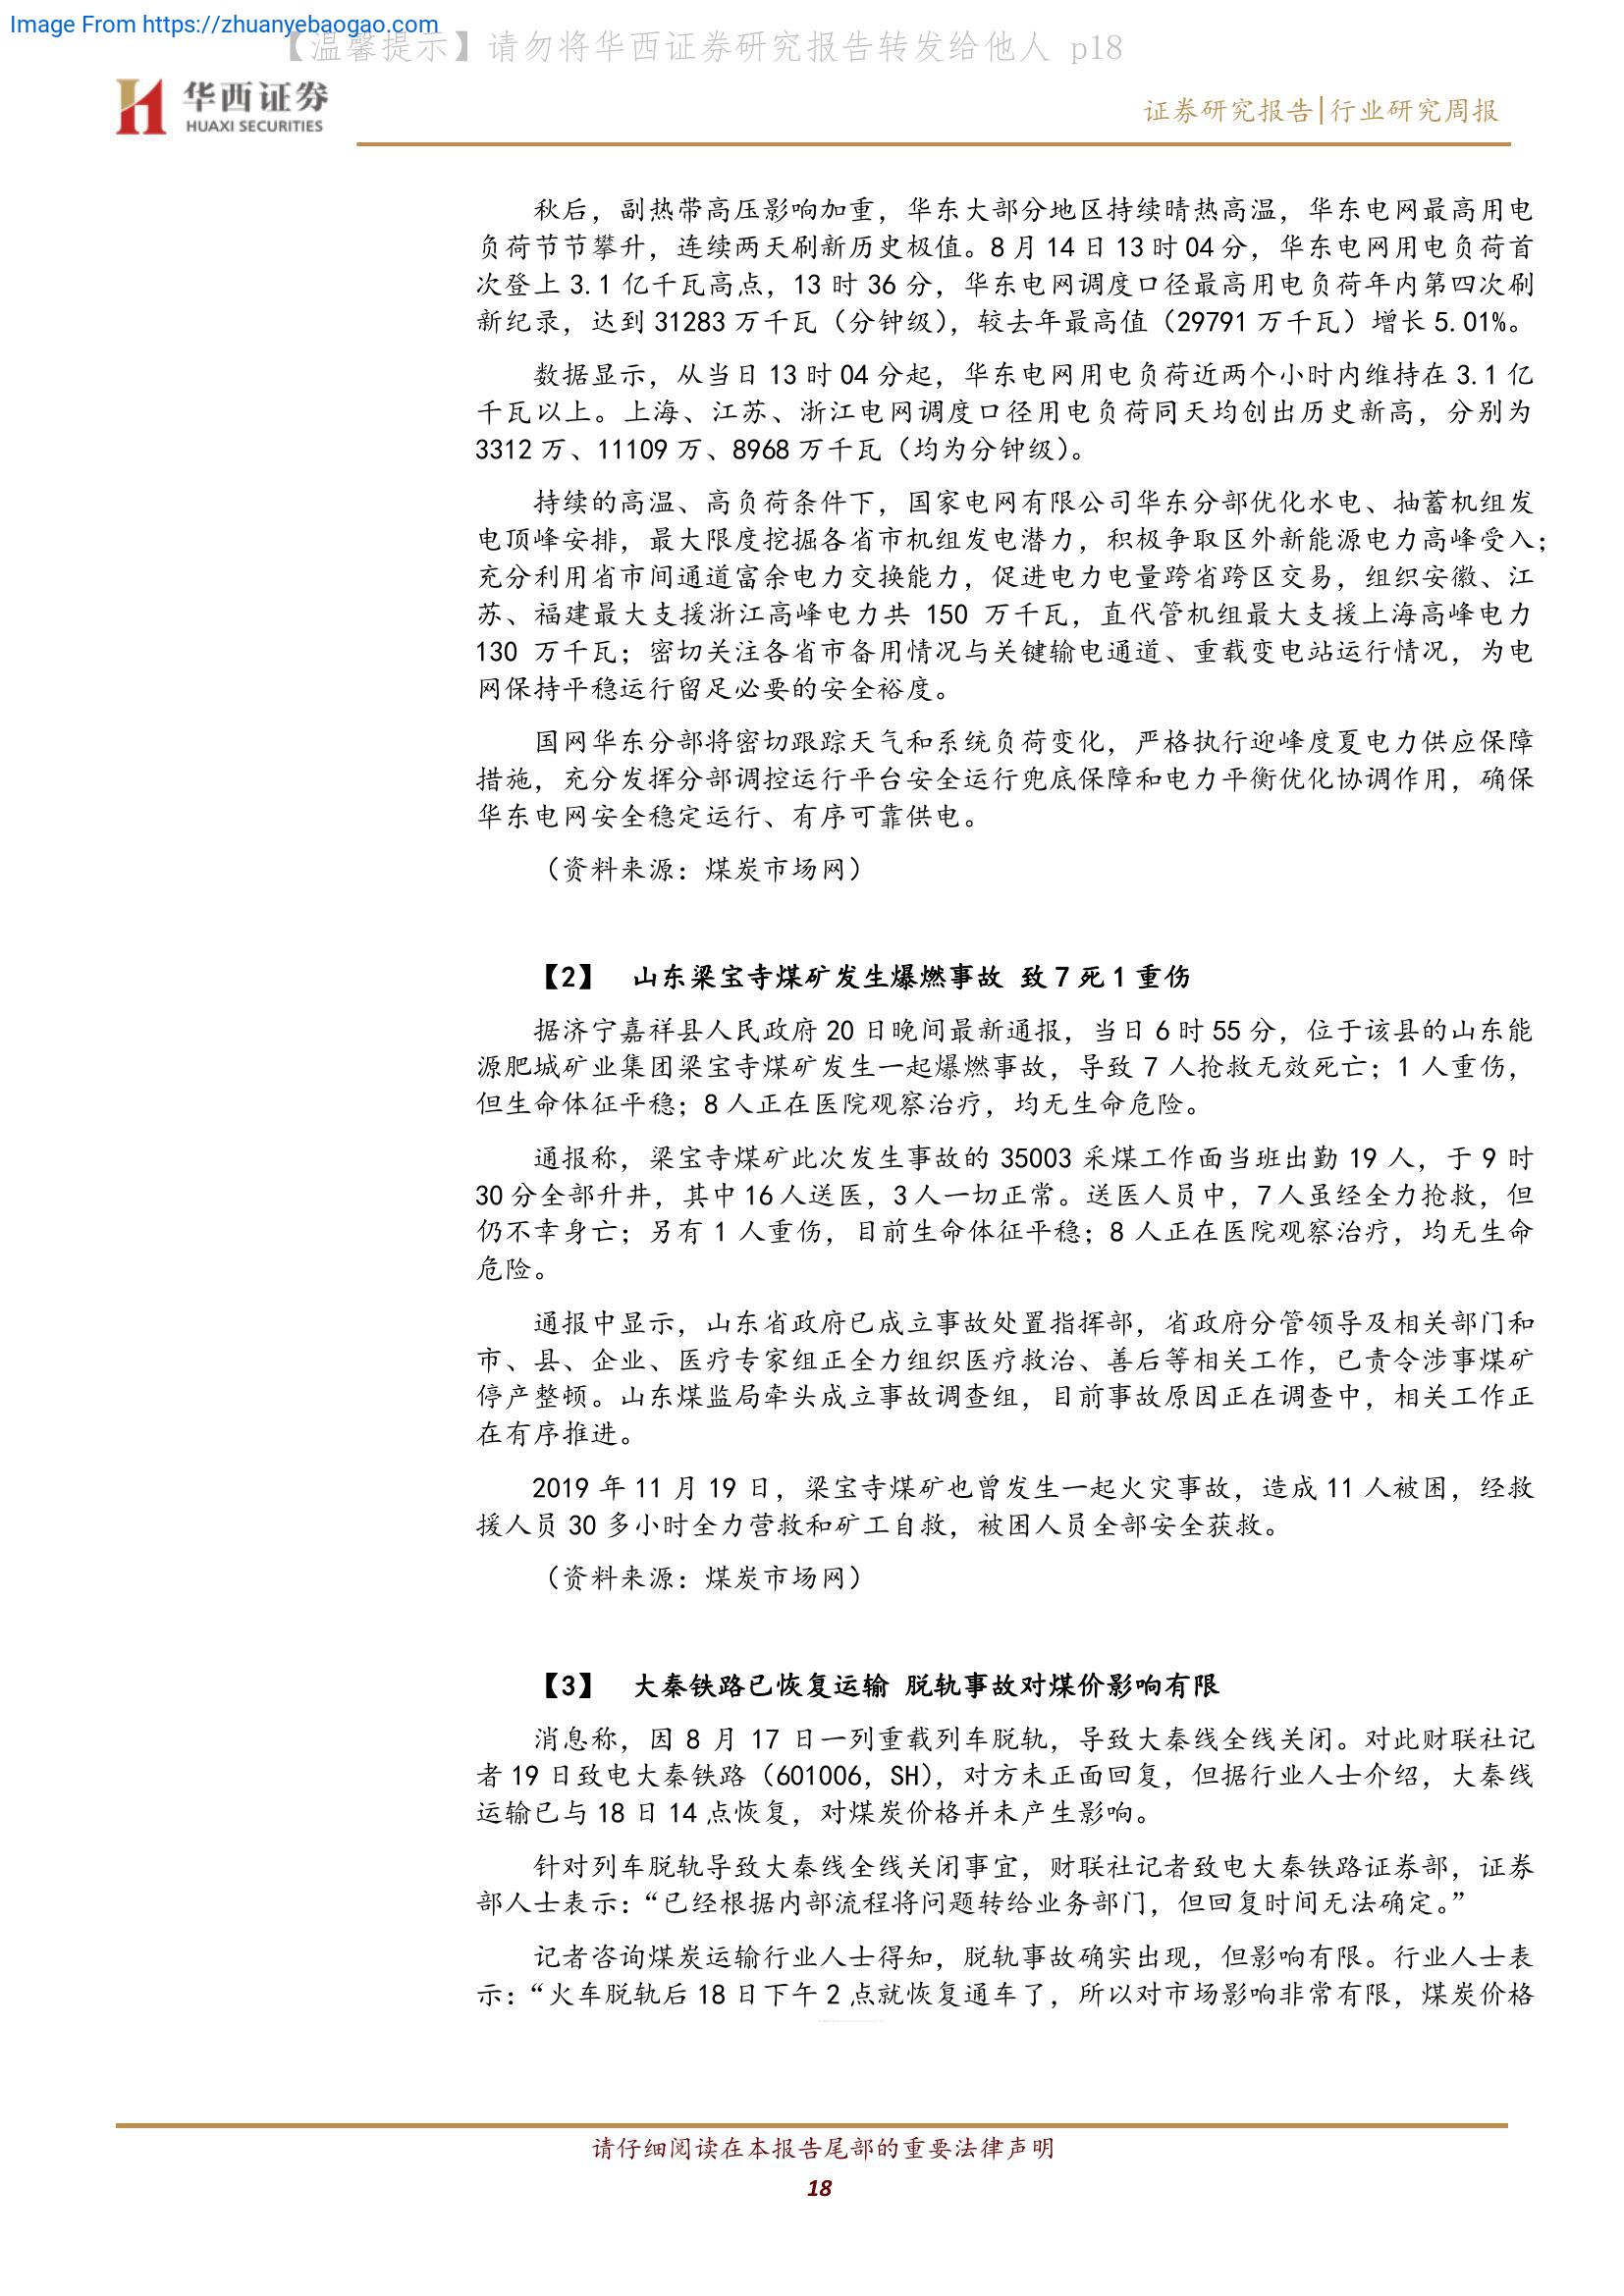 Image From https://zhuanyebaogao.com
【温馨提示】请勿将华西证券研究报告转发给他人 p18
华西证券
HUAXI SECURITIES
证券研究报告|行业研究周报
秋后，副热带高压影响加重，华东大部分地区持续晴热高温，华东电网最高用电
负荷节节攀升，连续两天刷新历史极值。8 月 14 日 13 时 04 分，华东电网用电负荷首
次登上 3.1 亿千瓦高点，13 时 36 分，华东电网调度口径最高用电负荷年内第四次刷
新纪录，达到 31283 万千瓦（分钟级），较去年最高值（29791 万千瓦）增长 5.01%。
数据显示，从当日 13 时 04 分起，华东电网用电负荷近两个小时内维持在 3.1 亿
千瓦以上。上海、江苏、浙江电网调度口径用电负荷同天均创出历史新高，分别为
3312 万、11109 万、8968 万千瓦（均为分钟级）。
持续的高温、高负荷条件下，国家电网有限公司华东分部优化水电、抽蓄机组发
电顶峰安排，最大限度挖掘各省市机组发电潜力，积极争取区外新能源电力高峰受入；
充分利用省市间通道富余电力交换能力，促进电力电量跨省跨区交易，组织安徽、江
苏、福建最大支援浙江高峰电力共 150 万千瓦，直代管机组最大支援上海高峰电力
130 万千瓦；密切关注各省市备用情况与关键输电通道、重载变电站运行情况，为电
网保持平稳运行留足必要的安全裕度。
国网华东分部将密切跟踪天气和系统负荷变化，严格执行迎峰度夏电力供应保障
措施，充分发挥分部调控运行平台安全运行兜底保障和电力平衡优化协调作用，确保
华东电网安全稳定运行、有序可靠供电。
（资料来源：煤炭市场网）
【2】 山东梁宝寺煤矿发生爆燃事故 致 7 死 1 重伤
据济宁嘉祥县人民政府 20 日晚间最新通报，当日 6 时 55 分，位于该县的山东能
源肥城矿业集团梁宝寺煤矿发生一起爆燃事故，导致 7 人抢救无效死亡；1 人重伤，
但生命体征平稳；8 人正在医院观察治疗，均无生命危险。
通报称，梁宝寺煤矿此次发生事故的 35003 采煤工作面当班出勤 19 人，于 9 时
30 分全部升井，其中 16 人送医，3 人一切正常。送医人员中，7 人虽经全力抢救，但
仍不幸身亡；另有 1 人重伤，目前生命体征平稳；8 人正在医院观察治疗，均无生命
危险。
通报中显示，山东省政府已成立事故处置指挥部，省政府分管领导及相关部门和
市、县、企业、医疗专家组正全力组织医疗救治、善后等相关工作，已责令涉事煤矿
停产整顿。山东煤监局牵头成立事故调查组，目前事故原因正在调查中，相关工作正
在有序推进。
2019 年 11 月 19 日，梁宝寺煤矿也曾发生一起火灾事故，造成 11 人被困，经救
援人员 30 多小时全力营救和矿工自救，被困人员全部安全获救。
（资料来源：煤炭市场网）
【3】 大秦铁路已恢复运输 脱轨事故对煤价影响有限
消息称，因 8 月 17 日一列重载列车脱轨，导致大秦线全线关闭。对此财联社记
者 19 日致电大秦铁路（601006，SH），对方未正面回复，但据行业人士介绍，大秦线
运输已与 18 日 14 点恢复，对煤炭价格并未产生影响。
针对列车脱轨导致大秦线全线关闭事宜，财联社记者致电大秦铁路证券部，证券
部人士表示：“已经根据内部流程将问题转给业务部门，但回复时间无法确定。”
记者咨询煤炭运输行业人士得知，脱轨事故确实出现，但影响有限。行业人士表
示：“火车脱轨后 18 日下午 2 点就恢复通车了，所以对市场影响非常有限，煤炭价格
请仔细阅读在本报告尾部的重要法律声明
18